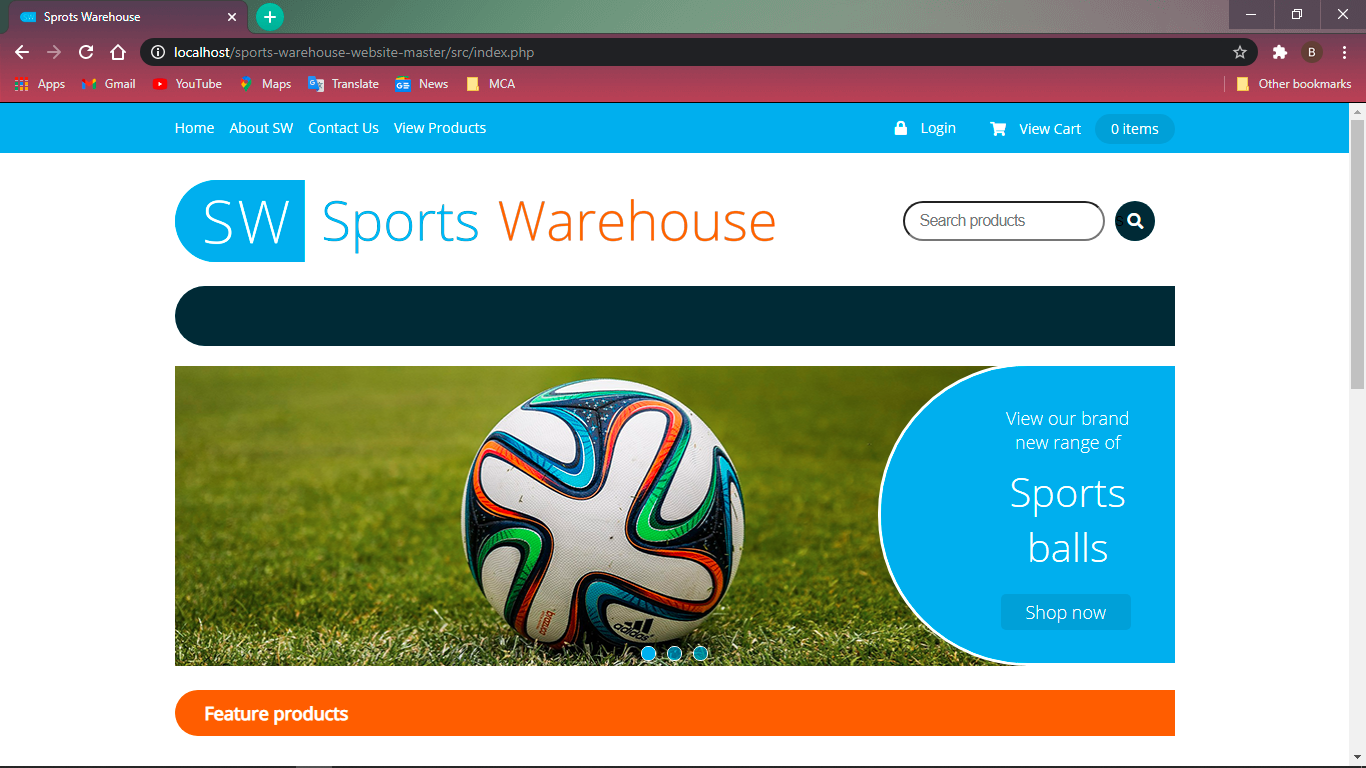 Sprots Warehouse
localhost/sports-warehouse-website-master/src/index.php
B
Apps Gmail YouTube Maps Translate News MCA Other bookmarks
Home About SW Contact Us View Products Login View Cart 0 items
SW Sports Warehouse Search products
View our brand
new range of
Sports
balls
Shop now
brazuca
adidas
Feature products